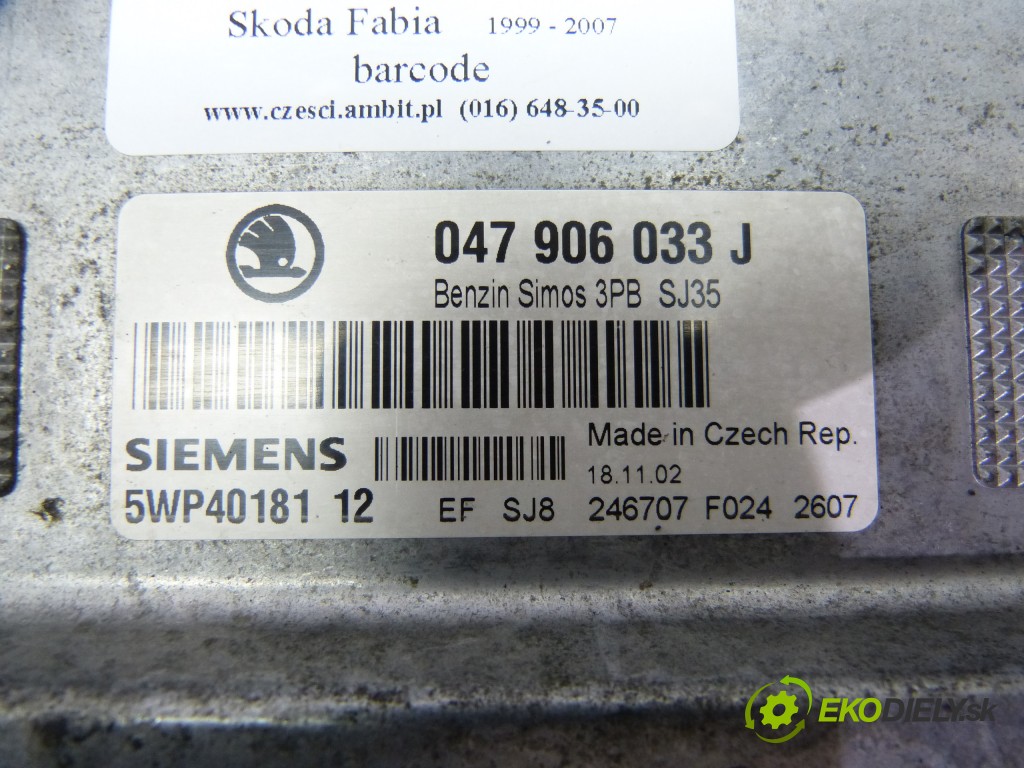 Skoda Fabia 1999 - 2007
barcode
www.czesci.ambit.pl (016) 648-35-00
047 906 033 J
Benzin Simos 3PB SJ35
SIEMENS
Made in Czech Rep.
18.11.02
5WP40181 12 EF SJ8 246707 F024 2607
EKODIELY.sk